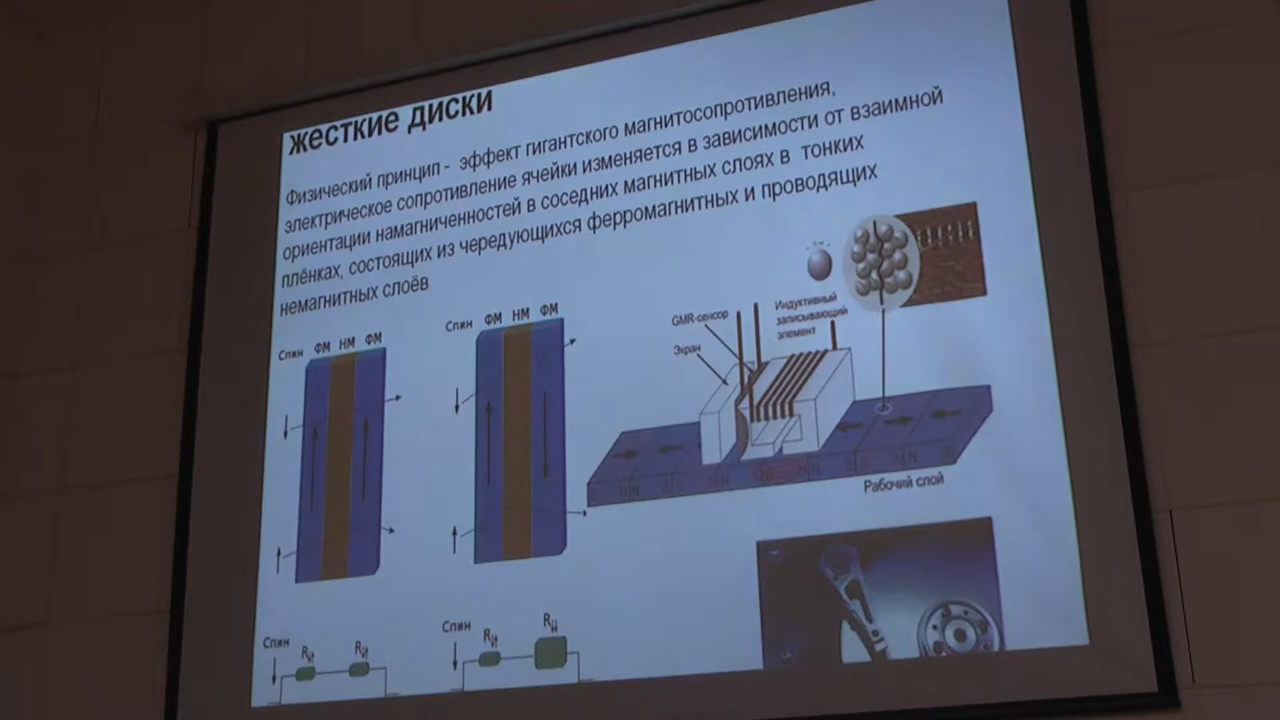 жесткие диски
Физический принцип - эффект гигантского магнитосопротивления,
электрическое сопротивление ячейки изменяется в зависимости от взаимной
ориентации намагниченностей в соседних магнитных слоях в тонких
плёнках, состоящих из чередующихся ферромагнитных и проводящих
немагнитных слоёв
Спин ФМ НМ ФМ
Спин ФМ НМ ФМ
GMR-сенсор
Экран
Индуктивный
записывающий
элемент
Рабочий слой
Спин
Спин